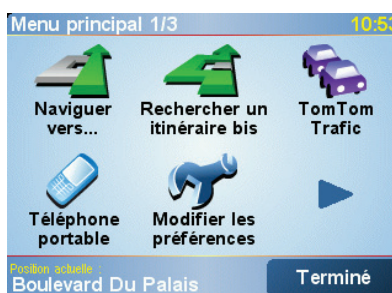 Menu principal 1/3 10:53
Naviguer
vers...
Rechercher un
itinéraire bis
TomTom
Trafic
Téléphone
portable
Modifier les
préférences
Position actuelle :
Boulevard Du Palais
Terminé